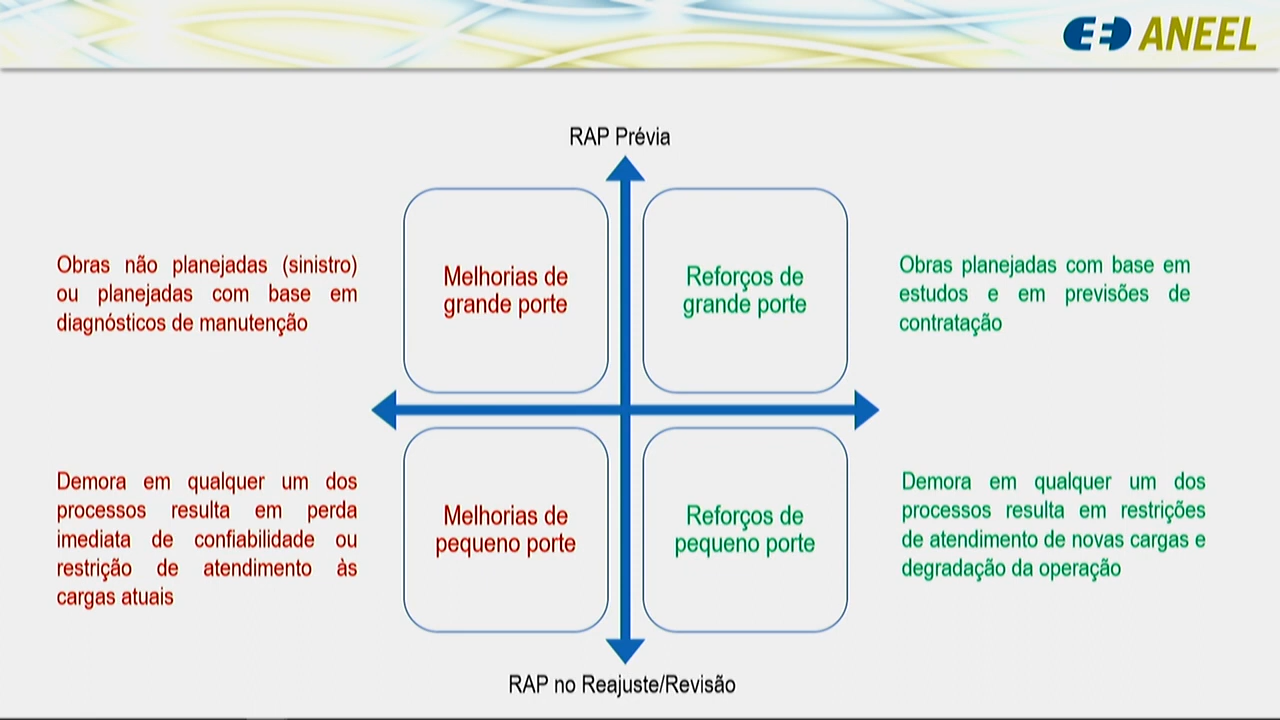 ANEEL
RAP Prévia
Obras não planejadas (sinistro)
ou planejadas com base em
diagnósticos de manutenção
Melhorias de
grande porte
Reforços de
grande porte
Obras planejadas com base em
estudos e em previsões de
contratação
Demora em qualquer um dos
processos resulta em perda
imediata de confiabilidade ou
restrição de atendimento às
cargas atuais
Melhorias de
pequeno porte
Reforços de
pequeno porte
Demora em qualquer um dos
processos resulta em restrições
de atendimento de novas cargas e
degradação da operação
RAP no Reajuste/Revisão